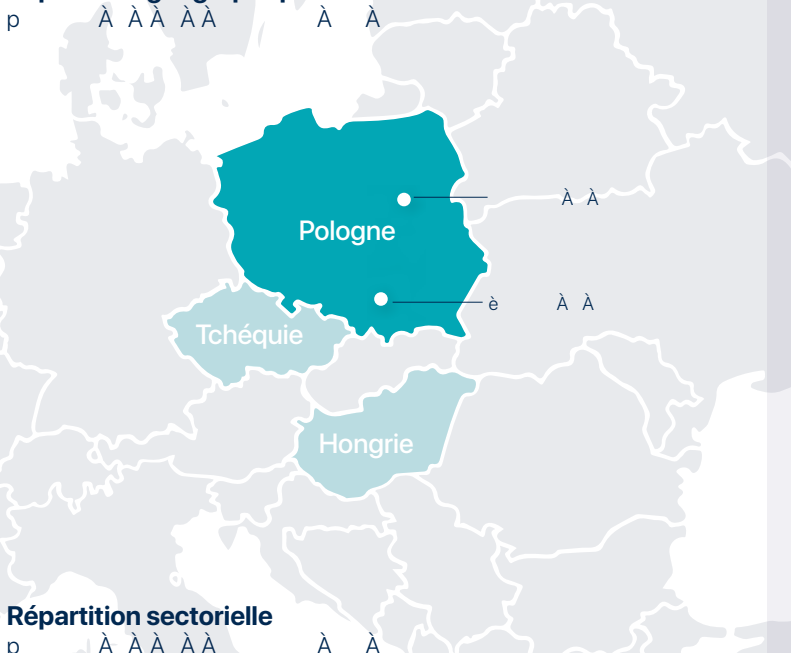 p À À À À À À À
À À
Pologne
è À À
Tchéquie
Hongrie
Répartition sectorielle
p À À À À À À À